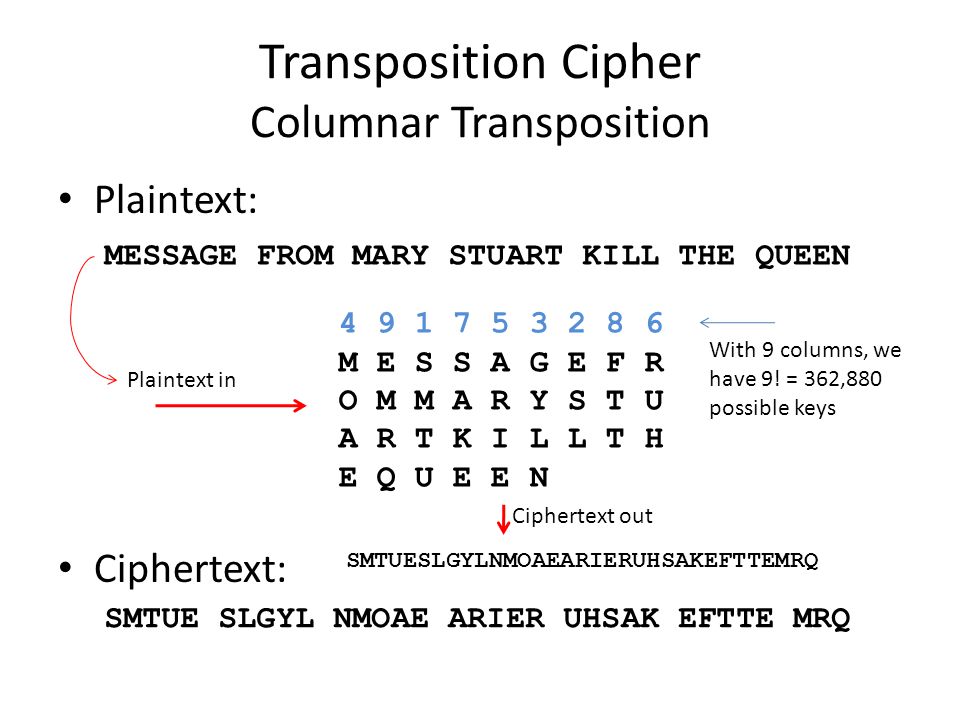 Transposition Cipher
Columnar Transposition
• Plaintext:
MESSAGE FROM MARY STUART KILL THE QUEEN
4 9 1 7 5 3 2 8 6
M E S S A G E F R
O M M A R Y S T U
A R T K I L L T H
E Q U E E N
With 9 columns, we
have 9! = 362,880
possible keys
Plaintext in
Ciphertext out
• Ciphertext:
SMTUESLGYLNMOAEARIERUHSAKEFTTEMRQ
SMTUE SLGYL NMOAE ARIER UHSAK EFTTE MRQ